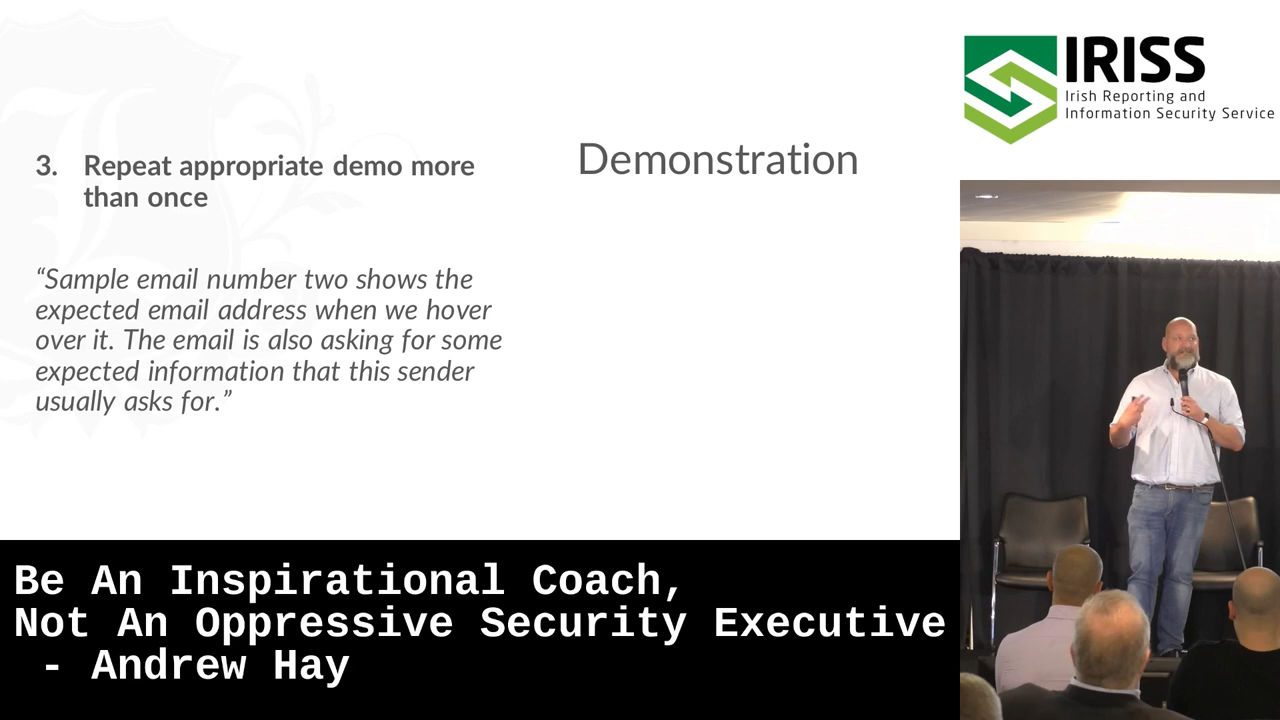 IRISS
Irish Reporting and
Information Security Service
Demonstration
3. Repeat appropriate demo more
than once
“Sample email number two shows the
expected email address when we hover
over it. The email is also asking for some
expected information that this sender
usually asks for.”
Be An Inspirational Coach,
Not An Oppressive Security Executive
- Andrew Hay